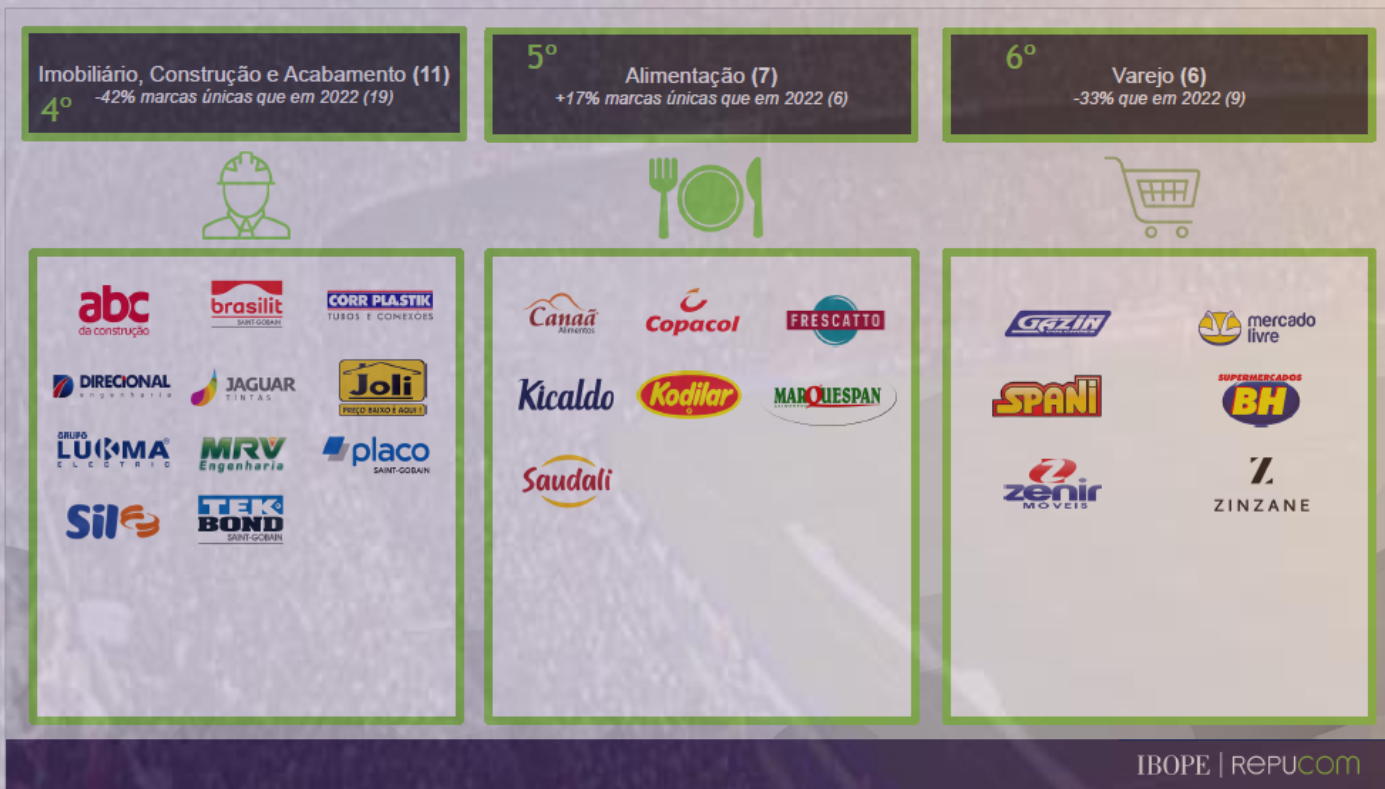 Imobiliário, Construção e Acabamento (11)
4º -42% marcas únicas que em 2022 (19)
5º
Alimentação (7)
+17% marcas únicas que em 2022 (6)
6º
Varejo (6)
-33% que em 2022 (9)
abc
da construção
brasilit
SAINT-GOBAIN
CORR PLASTIK
TUBOS E CONEXÕES
DIRECIONAL
engenharia
JAGUAR
TINTAS
Joli
PREÇO BAIXO É AQUI !
GRUPO
LUKMA
ELECTRIC
MRV
Engenharia
placo
SAINT-GOBAIN
Sil
TEK
BOND
SAINT-GOBAIN
Canaã
Alimentos
Copacol
FRESCATTO
Kicaldo
Kodilar
MARQUESPAN
Saudali
GAZIN
mercado
livre
SPANI
SUPERMERCADOS
BH
zenir
MÓVEIS
Z
ZINZANE
IBOPE | REPUCOM